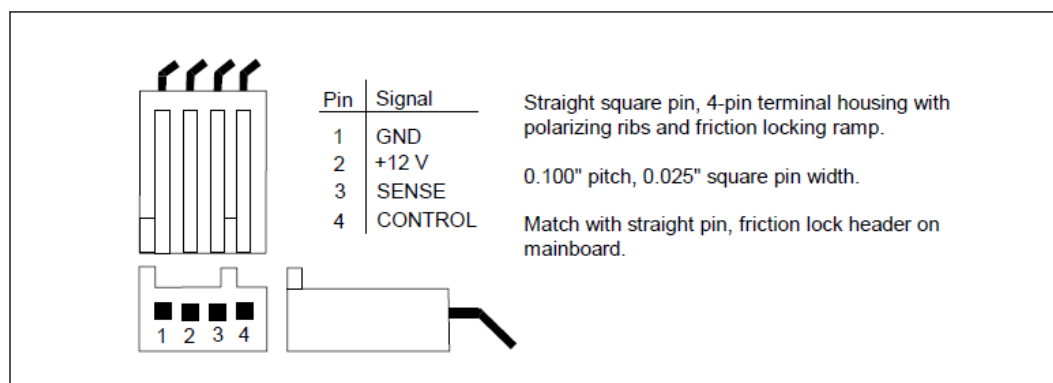 Pin Signal
1 GND
2 +12 V
3 SENSE
4 CONTROL
Straight square pin, 4-pin terminal housing with
polarizing ribs and friction locking ramp.
0.100" pitch, 0.025" square pin width.
Match with straight pin, friction lock header on
mainboard.
1 2 3 4